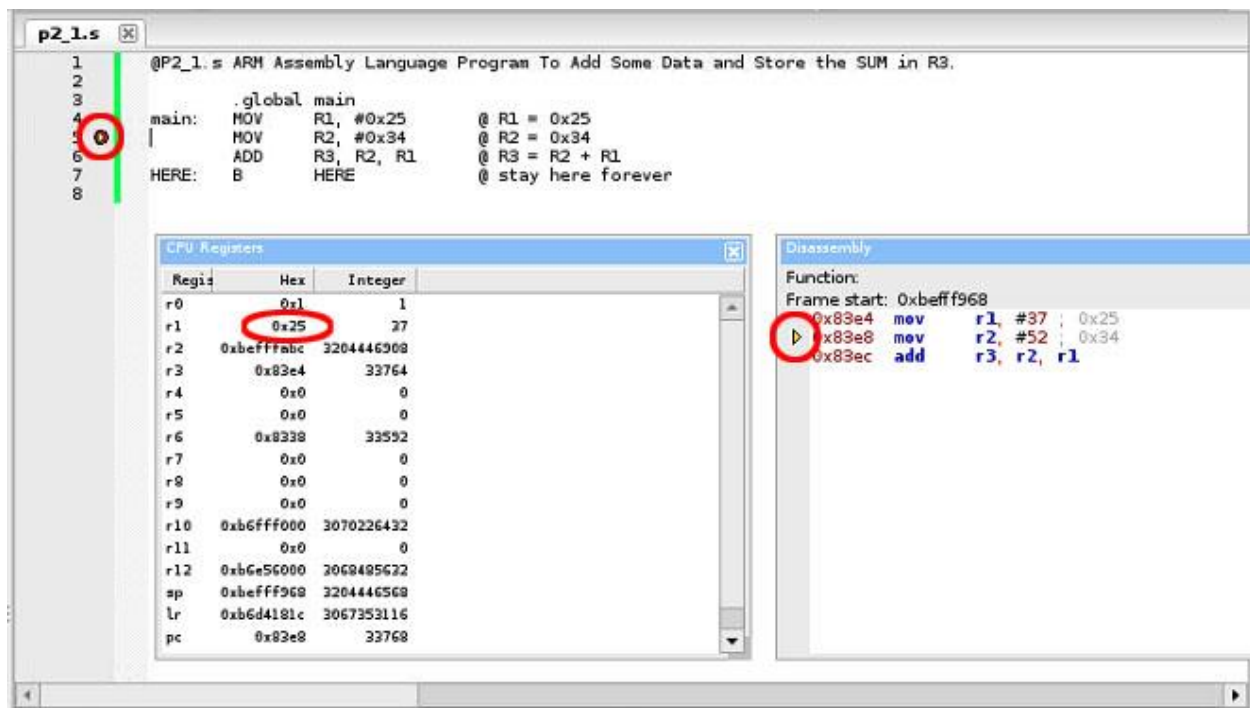 p2_1.s
1 @P2_1.s ARM Assembly Language Program To Add Some Data and Store the SUM in R3.
2
3 .global main
4 main: MOV R1, #0x25 @ R1 = 0x25
5 MOV R2, #0x34 @ R2 = 0x34
6 ADD R3, R2, R1 @ R3 = R2 + R1
7 HERE: B HERE @ stay here forever
8
CPU Registers
Regis Hex Integer
r0 0x1 1
r1 0x25 37
r2 0xbefffabc 3204446908
r3 0x83e4 33764
r4 0x0 0
r5 0x0 0
r6 0x8338 33592
r7 0x0 0
r8 0x0 0
r9 0x0 0
r10 0xb6fff000 3070226432
r11 0x0 0
r12 0xb6e56000 3068485632
sp 0xbefff968 3204446568
lr 0xb6d4181c 3067353116
pc 0x83e8 33768
Disassembly
Function:
Frame start: 0xbefff968
0x83e4 mov r1, #37 ; 0x25
0x83e8 mov r2, #52 ; 0x34
0x83ec add r3, r2, r1